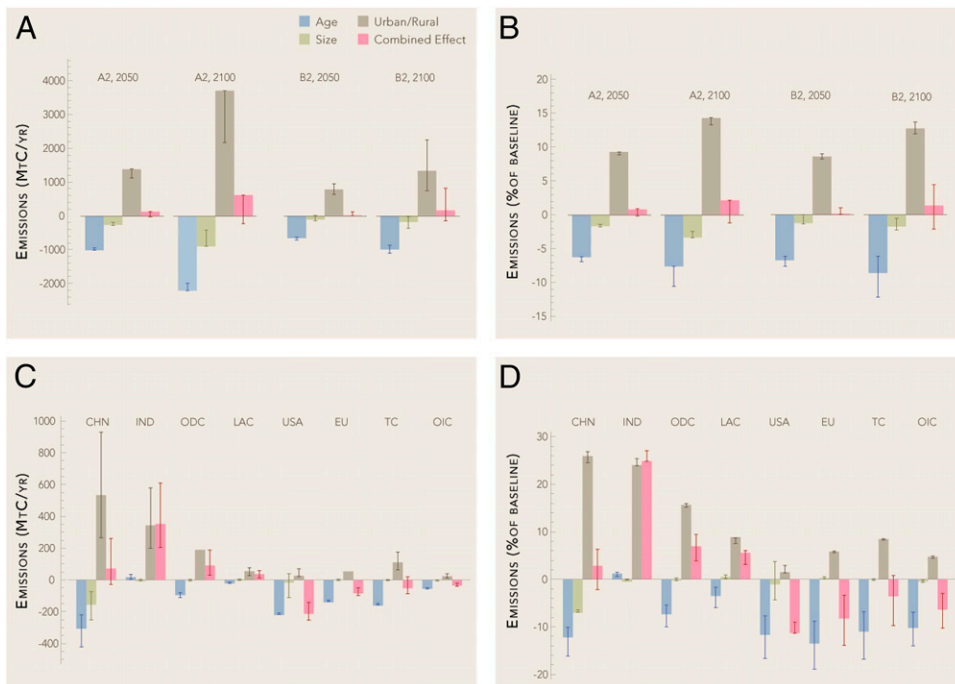 A
Age
Urban/Rural
Size
Combined Effect
A2, 2050
A2, 2100
B2, 2050
B2, 2100
4000
3000
2000
1000
0
-1000
-2000
EMISSIONS (MTC/YR)
B
A2, 2050
A2, 2100
B2, 2050
B2, 2100
20
15
10
5
0
-5
-10
-15
EMISSIONS (%OF BASELINE)
C
CHN IND ODC LAC USA EU TC OIC
1000
800
600
400
200
0
-200
-400
EMISSIONS (MTC/YR)
D
CHN IND ODC LAC USA EU TC OIC
30
20
10
0
-10
-20
EMISSIONS (%OF BASELINE)